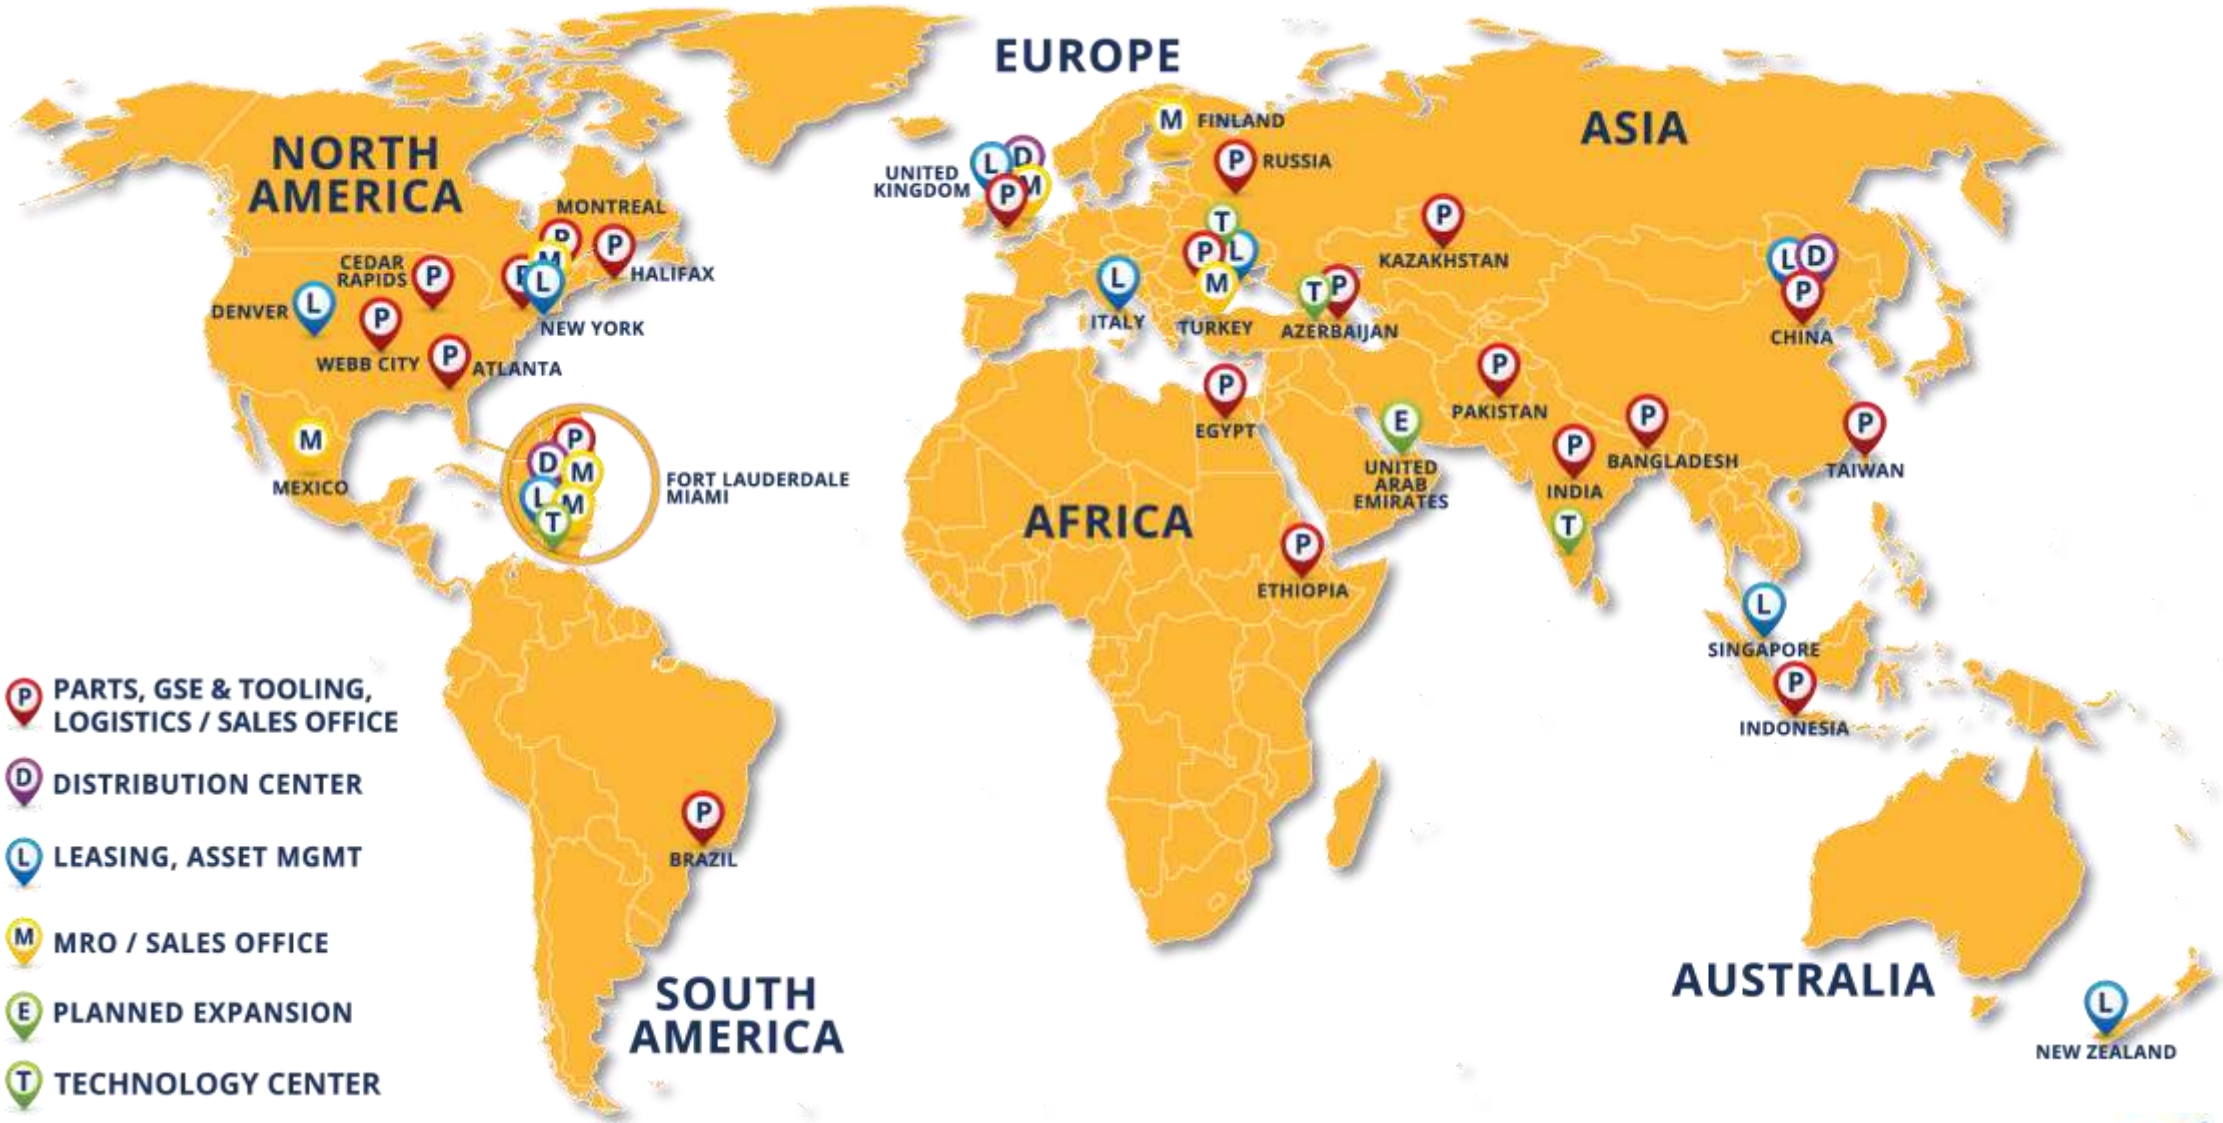 EUROPE
NORTH
AMERICA
ASIA
M FINLAND
P RUSSIA
L D
UNITED
KINGDOM
P M
MONTREAL
P
M
P
HALIFAX
CEDAR
RAPIDS
P
P L
NEW YORK
DENVER L
P
WEBB CITY
P ATLANTA
M
MEXICO
P
D M
L M
T
FORT LAUDERDALE
MIAMI
T
P L
M
TURKEY
L
ITALY
T P
AZERBAIJAN
P
KAZAKHSTAN
L D
P
CHINA
P
EGYPT
P
PAKISTAN
E
UNITED
ARAB
EMIRATES
P
INDIA
T
P
BANGLADESH
P
TAIWAN
AFRICA
P
ETHIOPIA
L
SINGAPORE
P
INDONESIA
P
BRAZIL
SOUTH
AMERICA
AUSTRALIA
L
NEW ZEALAND
P PARTS, GSE & TOOLING,
LOGISTICS / SALES OFFICE
D DISTRIBUTION CENTER
L LEASING, ASSET MGMT
M MRO / SALES OFFICE
E PLANNED EXPANSION
T TECHNOLOGY CENTER